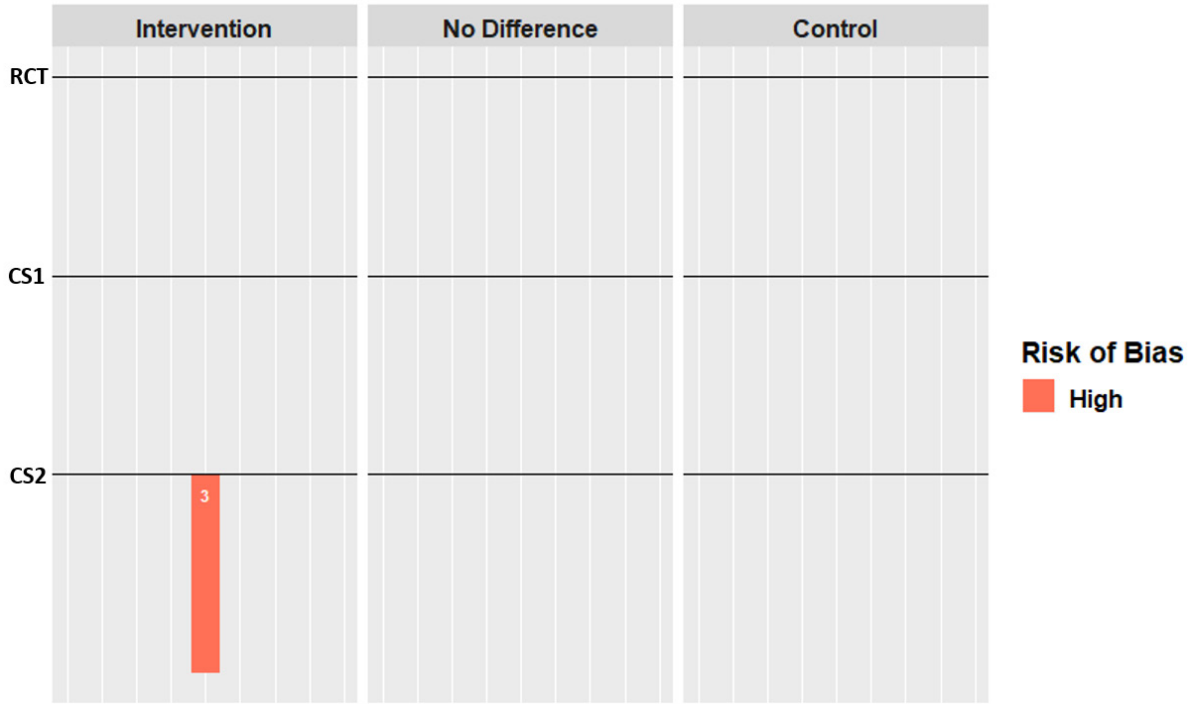 Intervention
No Difference
Control
RCT
CS1
CS2
3
Risk of Bias
High